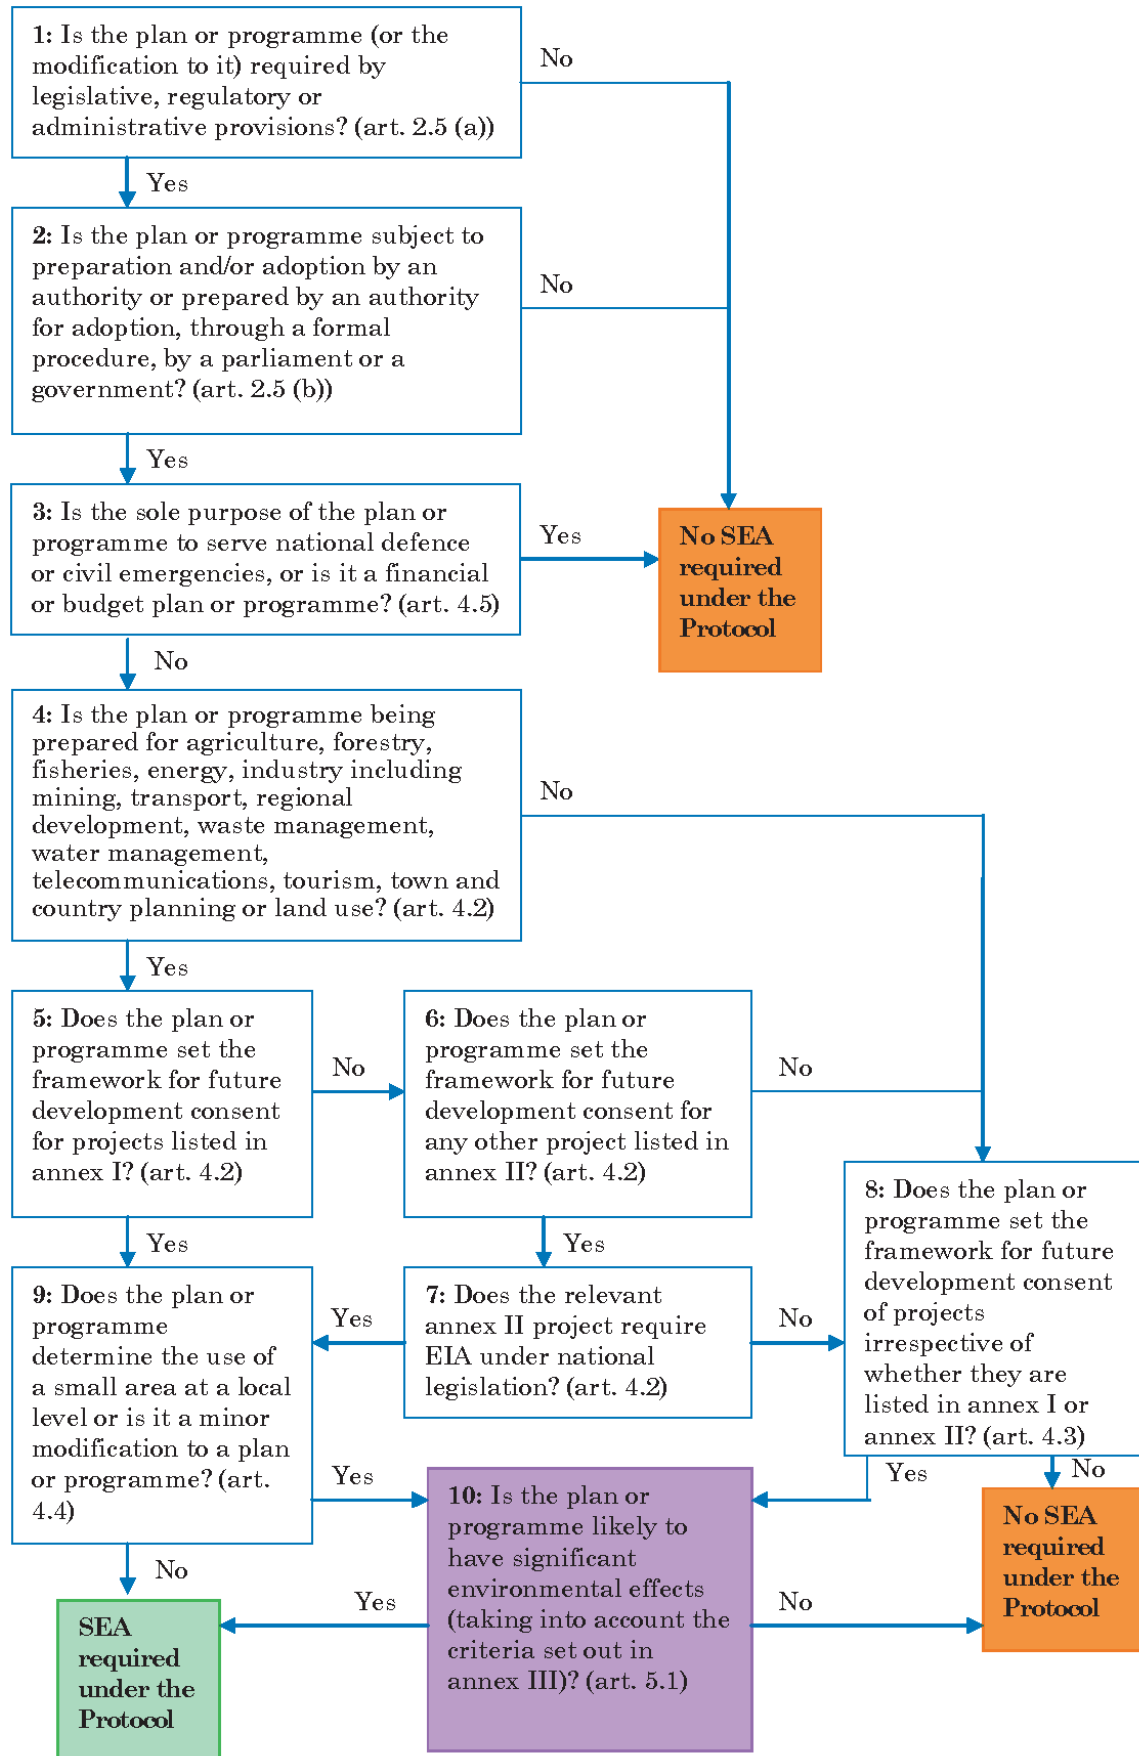 1: Is the plan or programme (or the
modification to it) required by
legislative, regulatory or
administrative provisions? (art. 2.5 (a))
No
Yes
2: Is the plan or programme subject to
preparation and/or adoption by an
authority or prepared by an authority
for adoption, through a formal
procedure, by a parliament or a
government? (art. 2.5 (b))
No
Yes
3: Is the sole purpose of the plan or
programme to serve national defence
or civil emergencies, or is it a financial
or budget plan or programme? (art. 4.5)
Yes
No SEA
required
under the
Protocol
No
4: Is the plan or programme being
prepared for agriculture, forestry,
fisheries, energy, industry including
mining, transport, regional
development, waste management,
water management,
telecommunications, tourism, town and
country planning or land use? (art. 4.2)
No
Yes
5: Does the plan or
programme set the
framework for future
development consent
for projects listed in
annex I? (art. 4.2)
No
6: Does the plan or
programme set the
framework for future
development consent for
any other project listed in
annex II? (art. 4.2)
No
Yes
Yes
7: Does the relevant
annex II project require
EIA under national
legislation? (art. 4.2)
Yes
No
8: Does the plan or
programme set the
framework for future
development consent
of projects
irrespective of
whether they are
listed in annex I or
annex II? (art. 4.3)
9: Does the plan or
programme
determine the use of
a small area at a local
level or is it a minor
modification to a plan
or programme? (art.
4.4)
Yes
Yes
No
10: Is the plan or
programme likely to
have significant
environmental effects
(taking into account the
criteria set out in
annex III)? (art. 5.1)
No SEA
required
under the
Protocol
No
Yes
No
SEA
required
under the
Protocol